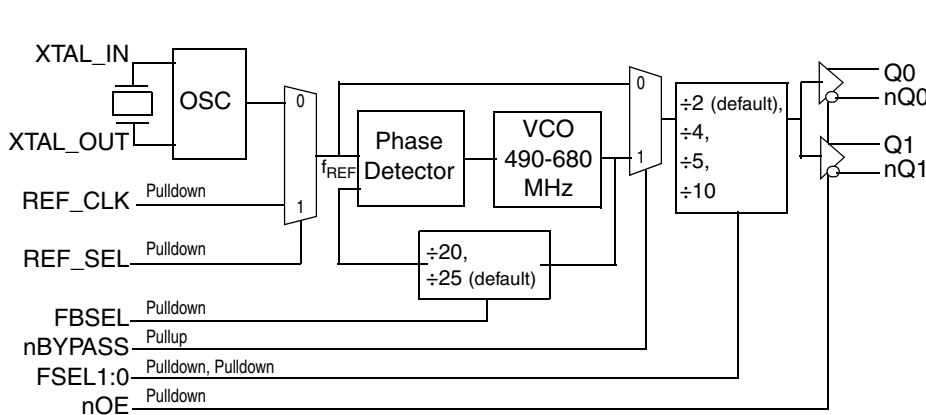 XTAL_IN
OSC
XTAL_OUT
0
1
REF_CLK Pulldown
REF_SEL Pulldown
fREF
Phase
Detector
VCO
490-680
MHz
÷20,
÷25 (default)
0
1
÷2 (default),
÷4,
÷5,
÷10
Q0
nQ0
Q1
nQ1
FBSEL Pulldown
nBYPASS Pullup
FSEL1:0 Pulldown, Pulldown
nOE Pulldown